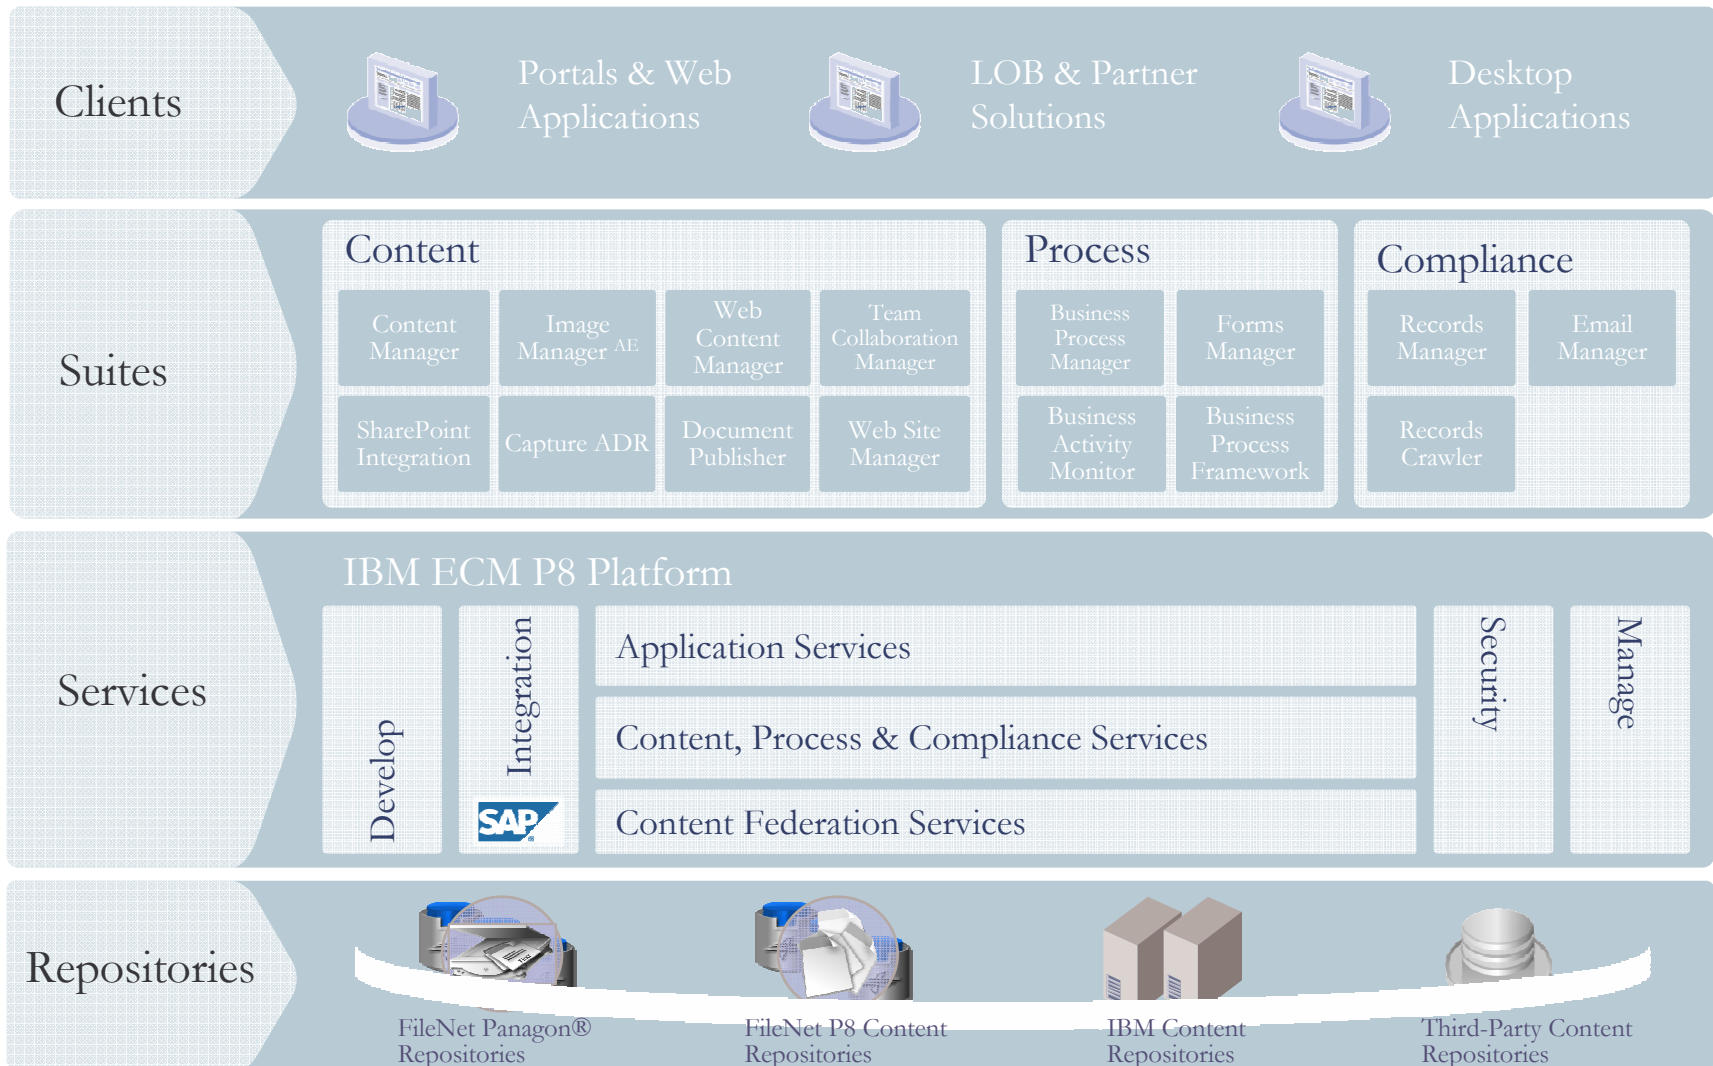 Clients
Portals & Web
Applications
LOB & Partner
Solutions
Desktop
Applications
Suites
Content
Content
Manager
Image
Manager AE
Web
Content
Manager
Team
Collaboration
Manager
SharePoint
Integration
Capture ADR
Document
Publisher
Web Site
Manager
Process
Business
Process
Manager
Forms
Manager
Business
Activity
Monitor
Business
Process
Framework
Compliance
Records
Manager
Email
Manager
Records
Crawler
Services
IBM ECM P8 Platform
Develop
Integration
SAP®
Application Services
Content, Process & Compliance Services
Content Federation Services
Security
Manage
Repositories
FileNet Panagon®
Repositories
FileNet P8 Content
Repositories
IBM Content
Repositories
Third-Party Content
Repositories